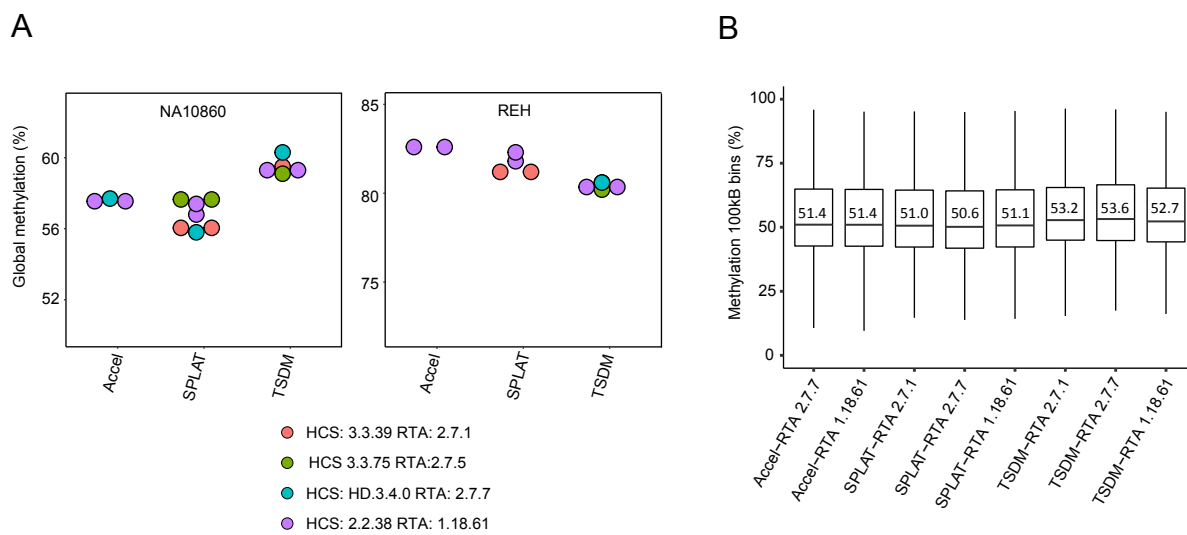 A
B
NA10860
REH
Global methylation (%)
60
56
52
85
80
75
Accel
SPLAT
TSDM
Accel
SPLAT
TSDM
HCS: 3.3.39 RTA: 2.7.1
HCS 3.3.75 RTA:2.7.5
HCS: HD.3.4.0 RTA: 2.7.7
HCS: 2.2.38 RTA: 1.18.61
Methylation 100kB bins (%)
100
75
50
25
0
51.4
51.4
51.0
50.6
51.1
53.2
53.6
52.7
Accel−RTA 2.7.7
Accel−RTA 1.18.61
SPLAT−RTA 2.7.1
SPLAT−RTA 2.7.7
SPLAT−RTA 1.18.61
TSDM−RTA 2.7.1
TSDM−RTA 2.7.7
TSDM−RTA 1.18.61